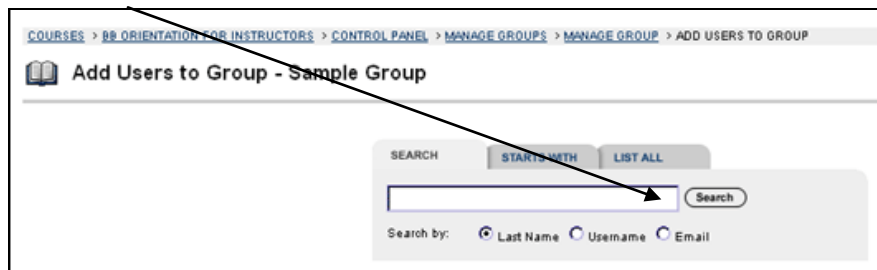 COURSES > BB ORIENTATION FOR INSTRUCTORS > CONTROL PANEL > MANAGE GROUPS > MANAGE GROUP > ADD USERS TO GROUP
Add Users to Group - Sample Group
SEARCH STARTS WITH LIST ALL
Search
Search by: Last Name Username Email